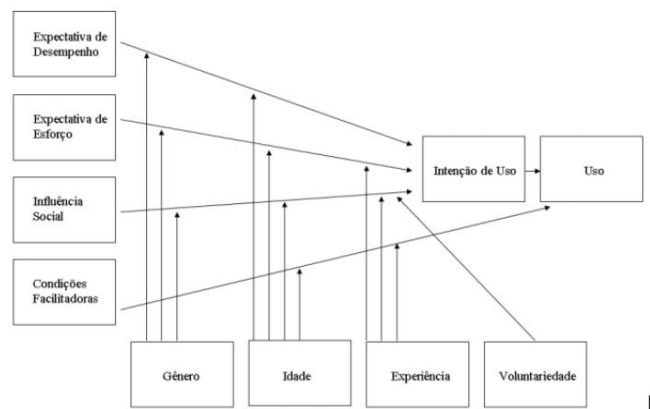 Expectativa de
Desempenho
Expectativa de
Esforço
Influência
Social
Condições
Facilitadoras
Intenção de Uso
Uso
Gênero
Idade
Experiência
Voluntariedade